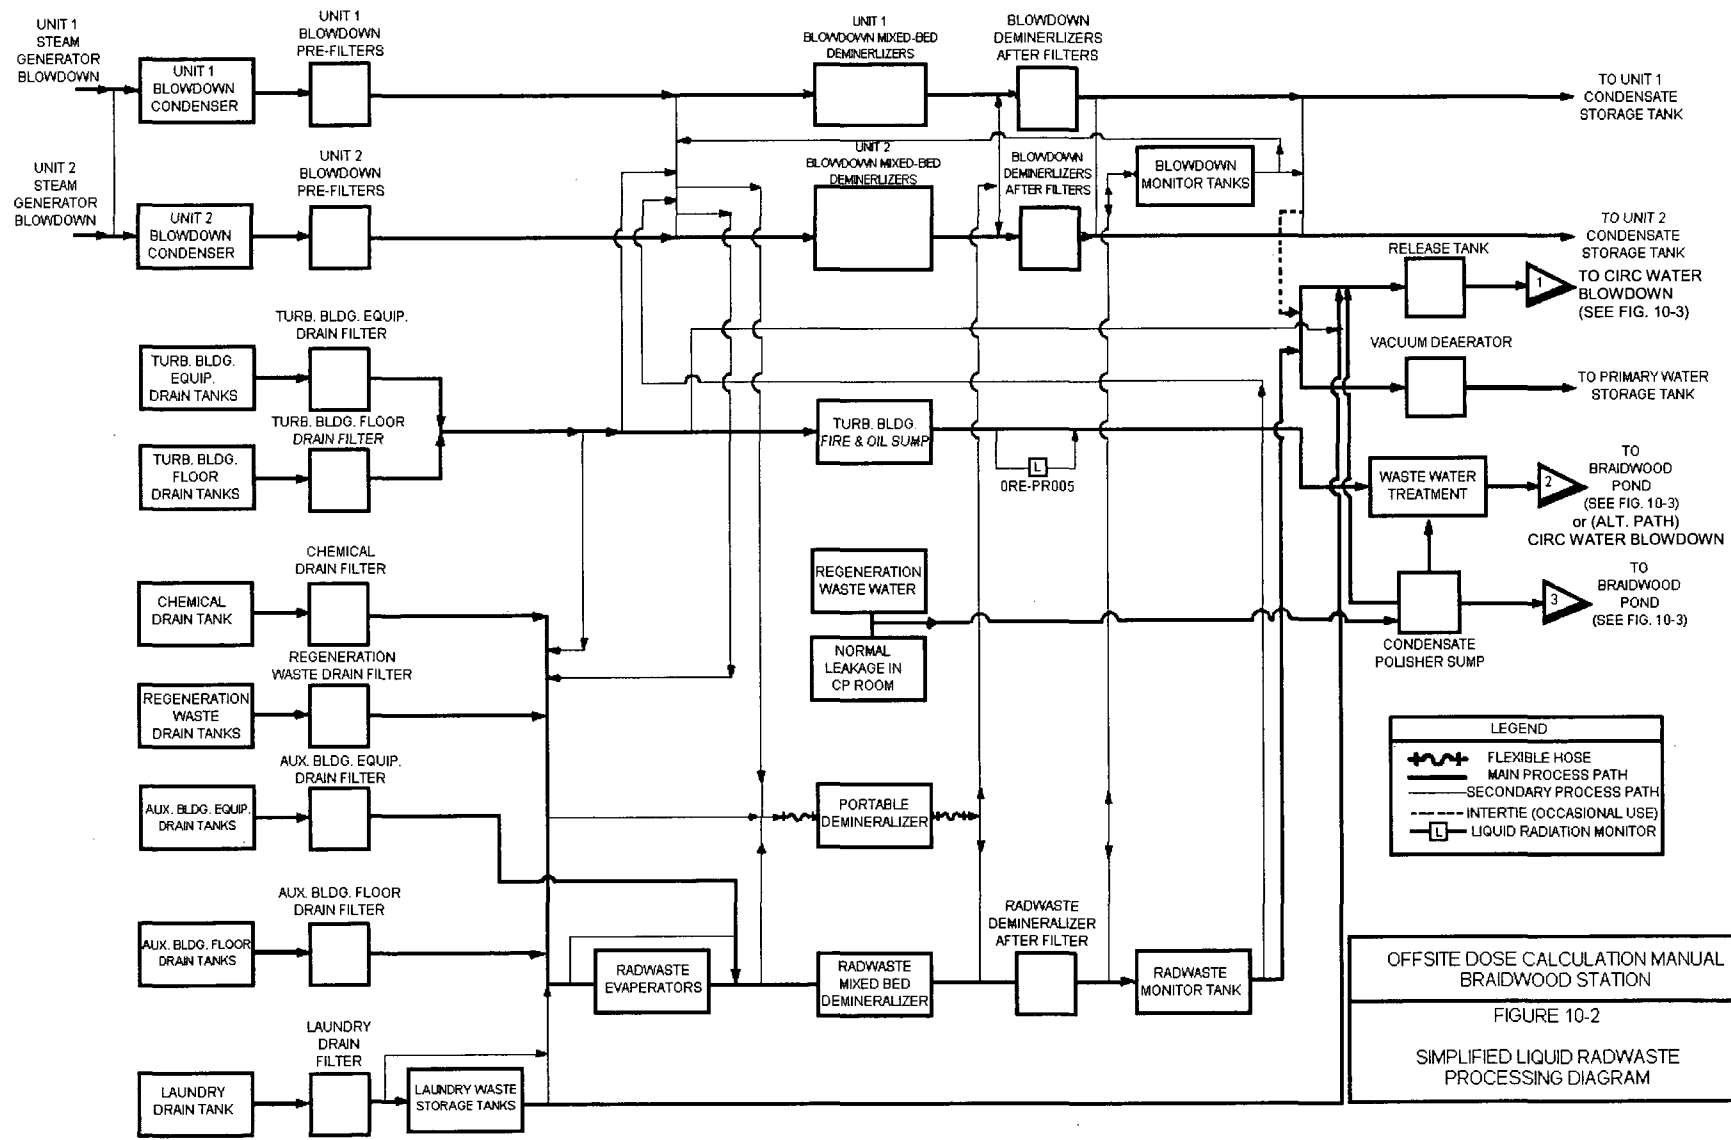 UNIT 1
STEAM
GENERATOR
BLOWDOWN
UNIT 1
BLOWDOWN
CONDENSER
UNIT 1
BLOWDOWN
PRE-FILTERS
UNIT 1
BLOWDOWN MIXED-BED
DEMINERLIZERS
BLOWDOWN
DEMINERLIZERS
AFTER FILTERS
TO UNIT 1
CONDENSATE
STORAGE TANK
UNIT 2
STEAM
GENERATOR
BLOWDOWN
UNIT 2
BLOWDOWN
CONDENSER
UNIT 2
BLOWDOWN
PRE-FILTERS
UNIT 2
BLOWDOWN MIXED-BED
DEMINERLIZERS
BLOWDOWN
DEMINERLIZERS
AFTER FILTERS
BLOWDOWN
MONITOR TANKS
TO UNIT 2
CONDENSATE
STORAGE TANK
RELEASE TANK
1
TO CIRC WATER
BLOWDOWN
(SEE FIG. 10-3)
TURB. BLDG.
EQUIP.
DRAIN TANKS
TURB. BLDG. EQUIP.
DRAIN FILTER
VACUUM DEAERATOR
TO PRIMARY WATER
STORAGE TANK
TURB. BLDG.
FLOOR
DRAIN TANKS
TURB. BLDG. FLOOR
DRAIN FILTER
TURB. BLDG.
FIRE & OIL SUMP
L
0RE-PR005
WASTE WATER
TREATMENT
2
TO
BRAIDWOOD
POND
(SEE FIG. 10-3)
or (ALT. PATH)
CIRC WATER BLOWDOWN
CHEMICAL
DRAIN TANK
CHEMICAL
DRAIN FILTER
REGENERATION
WASTE WATER
NORMAL
LEAKAGE IN
CP ROOM
CONDENSATE
POLISHER SUMP
3
TO
BRAIDWOOD
POND
(SEE FIG. 10-3)
REGENERATION
WASTE
DRAIN TANKS
REGENERATION
WASTE DRAIN FILTER
AUX. BLDG. EQUIP.
DRAIN TANKS
AUX. BLDG. EQUIP.
DRAIN FILTER
PORTABLE
DEMINERALIZER
LEGEND
FLEXIBLE HOSE
MAIN PROCESS PATH
SECONDARY PROCESS PATH
INTERTIE (OCCASIONAL USE)
L
LIQUID RADIATION MONITOR
AUX. BLDG. FLOOR
DRAIN TANKS
AUX. BLDG. FLOOR
DRAIN FILTER
RADWASTE
EVAPORATORS
RADWASTE
MIXED BED
DEMINERALIZER
RADWASTE
DEMINERALIZER
AFTER FILTER
RADWASTE
MONITOR TANK
LAUNDRY
DRAIN TANK
LAUNDRY
DRAIN
FILTER
LAUNDRY WASTE
STORAGE TANKS
OFFSITE DOSE CALCULATION MANUAL
BRAIDWOOD STATION
FIGURE 10-2
SIMPLIFIED LIQUID RADWASTE
PROCESSING DIAGRAM